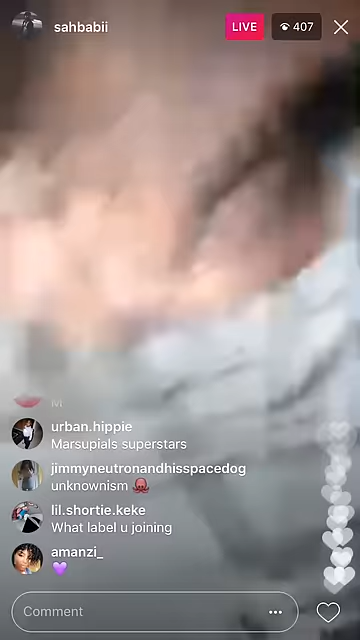 sahbabii
LIVE
407
urban.hippie
Marsupials superstars
jimmyneutronandhisspacedog
unknownism 🐙
lil.shortie.keke
What label u joining
amanzi_
💜
Comment